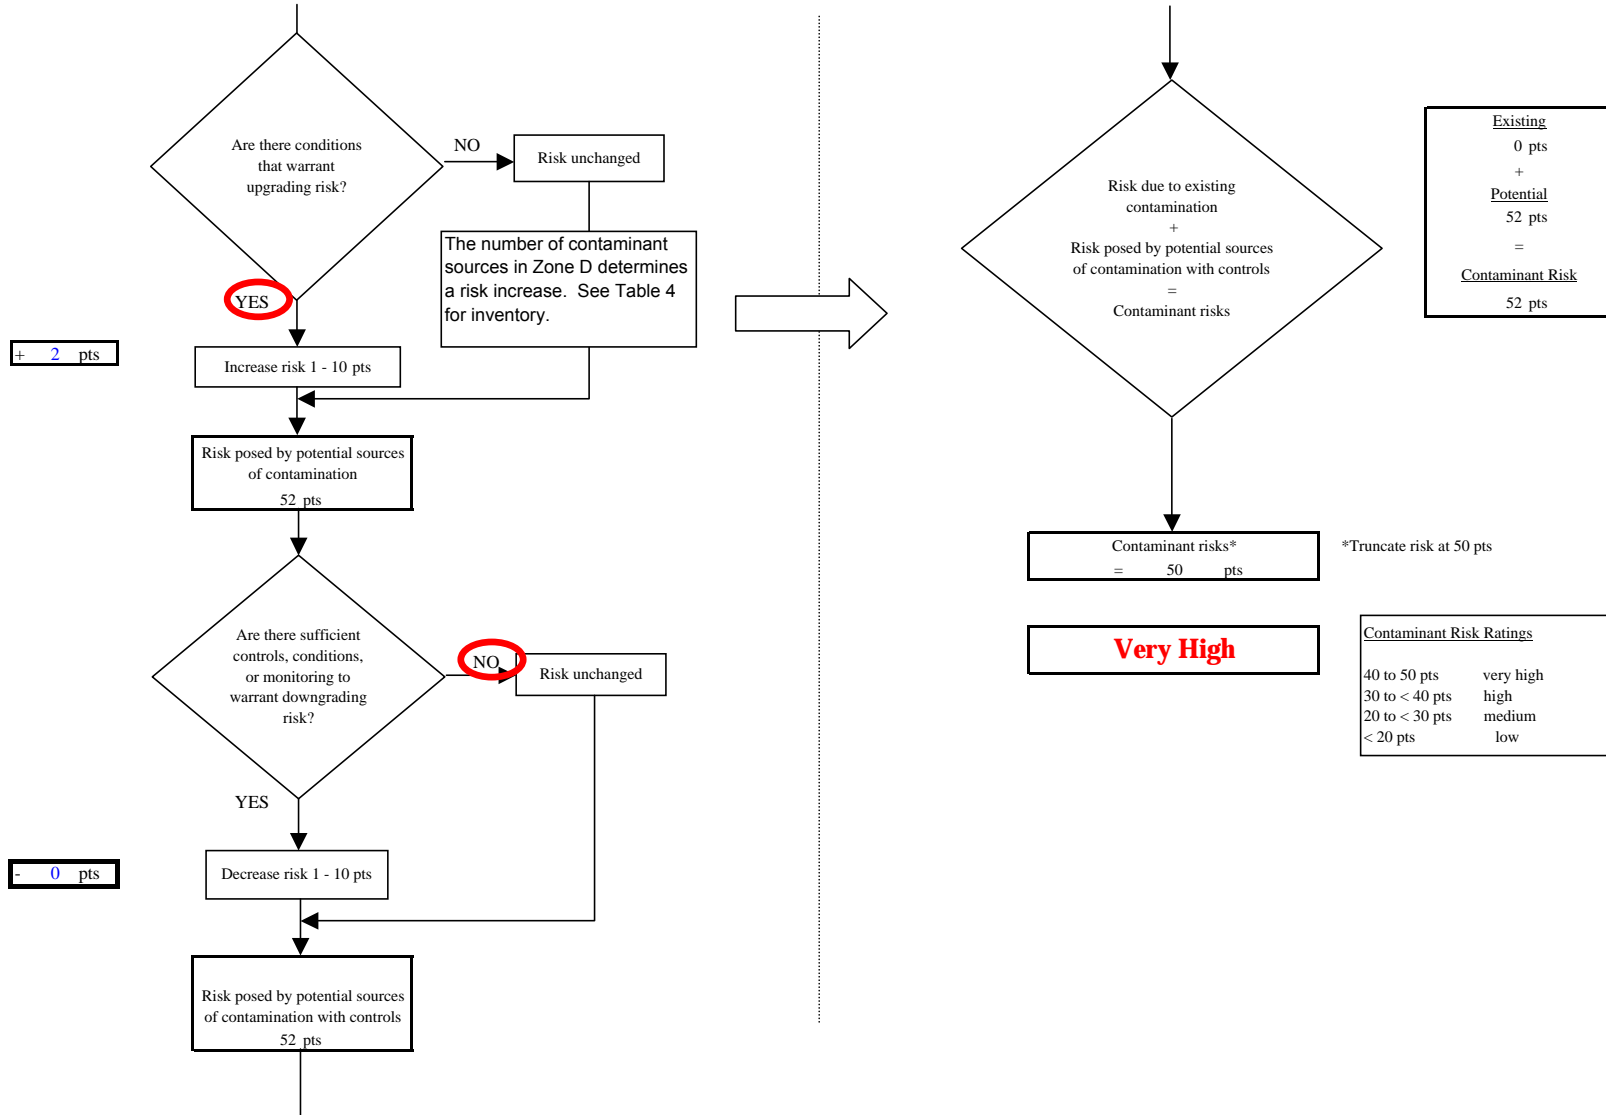 Are there conditions
that warrant
upgrading risk?
NO
Risk unchanged
The number of contaminant
sources in Zone D determines
a risk increase. See Table 4
for inventory.
YES
+ 2 pts
Increase risk 1 - 10 pts
Risk posed by potential sources
of contamination
52 pts
Are there sufficient
controls, conditions,
or monitoring to
warrant downgrading
risk?
NO
Risk unchanged
YES
- 0 pts
Decrease risk 1 - 10 pts
Risk posed by potential sources
of contamination with controls
52 pts
Risk due to existing
contamination
+
Risk posed by potential sources
of contamination with controls
=
Contaminant risks
Existing
0 pts
+
Potential
52 pts
=
Contaminant Risk
52 pts
Contaminant risks*
= 50 pts
*Truncate risk at 50 pts
Very High
Contaminant Risk Ratings
40 to 50 pts very high
30 to < 40 pts high
20 to < 30 pts medium
< 20 pts low